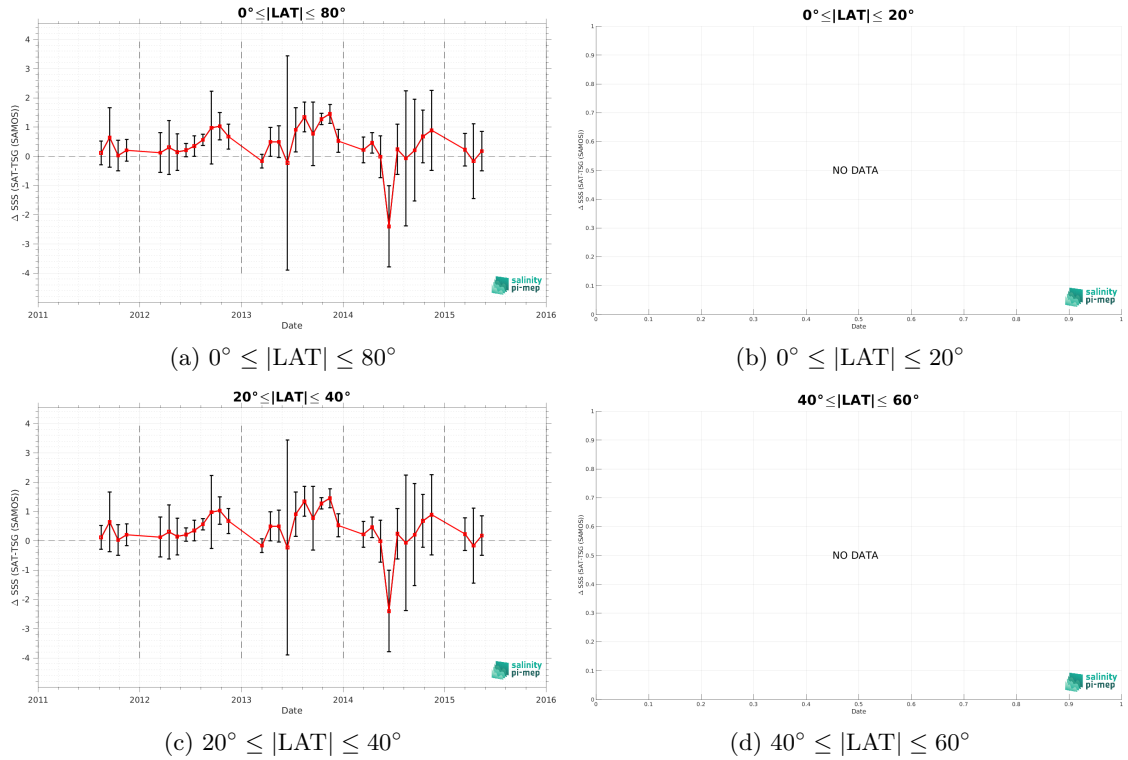 0°≤|LAT|≤ 80°
Δ SSS (SAT-TSG (SAMOS))
4
3
2
1
0
-1
-2
-3
-4
2011 2012 2013 2014 2015 2016
Date
salinity
pi-mep
(a) 0° ≤ |LAT| ≤ 80°
0°≤|LAT|≤ 20°
Δ SSS (SAT-TSG (SAMOS))
1
0.9
0.8
0.7
0.6
0.5
0.4
0.3
0.2
0.1
0
NO DATA
0 0.1 0.2 0.3 0.4 0.5 0.6 0.7 0.8 0.9 1
Date
salinity
pi-mep
(b) 0° ≤ |LAT| ≤ 20°
20°≤|LAT|≤ 40°
Δ SSS (SAT-TSG (SAMOS))
4
3
2
1
0
-1
-2
-3
-4
2011 2012 2013 2014 2015 2016
Date
salinity
pi-mep
(c) 20° ≤ |LAT| ≤ 40°
40°≤|LAT|≤ 60°
Δ SSS (SAT-TSG (SAMOS))
1
0.9
0.8
0.7
0.6
0.5
0.4
0.3
0.2
0.1
0
NO DATA
0 0.1 0.2 0.3 0.4 0.5 0.6 0.7 0.8 0.9 1
Date
salinity
pi-mep
(d) 40° ≤ |LAT| ≤ 60°